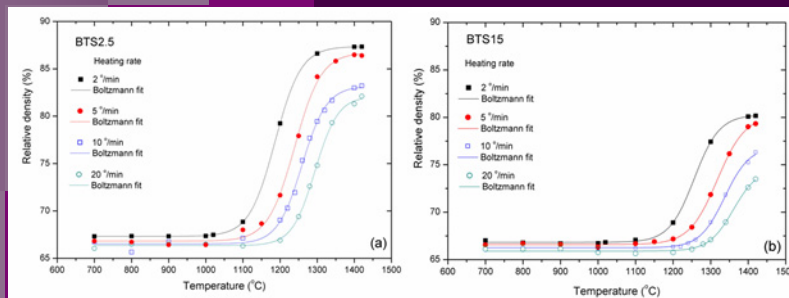 BTS2.5
Heating rate
2 °/min
Boltzmann fit
5 °/min
Boltzmann fit
10 °/min
Boltzmann fit
20 °/min
Boltzmann fit
(a)
90
85
80
75
70
65
Relative density (%)
600 700 800 900 1000 1100 1200 1300 1400 1500
Temperature (°C)
BTS15
Heating rate
2 °/min
Boltzmann fit
5 °/min
Boltzmann fit
10 °/min
Boltzmann fit
20 °/min
Boltzmann fit
(b)
90
85
80
75
70
65
Relative density (%)
600 700 800 900 1000 1100 1200 1300 1400 1500
Temperature (°C)